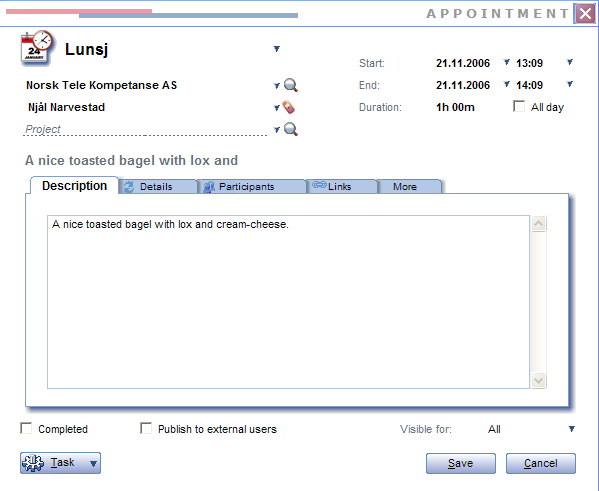 APPOINTMENT
24
JANUARY
Lunsj
Start: 21.11.2006 13:09
Norsk Tele Kompetanse AS
End: 21.11.2006 14:09
Njål Narvestad
Duration: 1h 00m All day
Project
A nice toasted bagel with lox and
Description Details Participants Links More
A nice toasted bagel with lox and cream-cheese.
Completed Publish to external users Visible for: All
Task Save Cancel